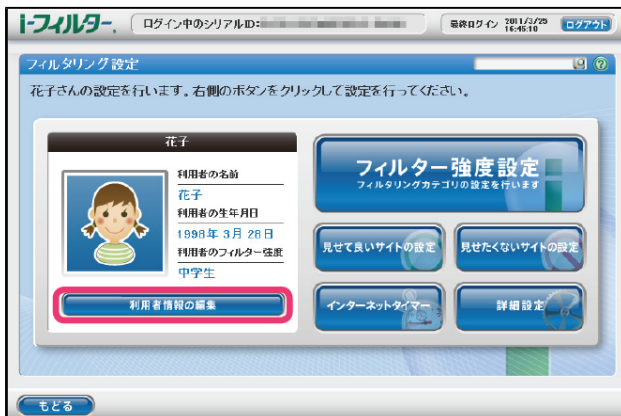 i-フィルター.
ログイン中のシリアルID:
最終ログイン 2011/3/25 16:45:10
ログアウト
フィルタリング設定
花子さんの設定を行います。右側のボタンをクリックして設定を行ってください。
花子
利用者の名前
花子
利用者の生年月日
1998年 3月 28日
利用者のフィルター強度
中学生
利用者情報の編集
フィルター強度設定
フィルタリングカテゴリの設定を行います
見せて良いサイトの設定
見せたくないサイトの設定
インターネットタイマー
詳細設定
もどる